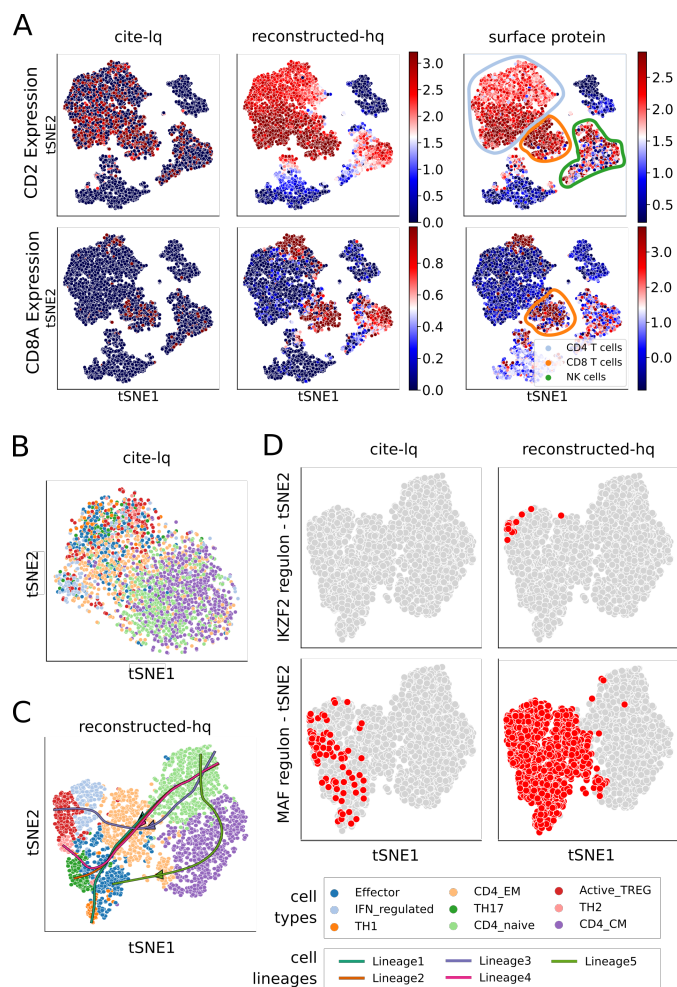 A
cite-lq
reconstructed-hq
surface protein
CD2 Expression
tSNE2
3.0
2.5
2.0
1.5
1.0
0.5
0.0
2.5
2.0
1.5
1.0
0.5
CD8A Expression
tSNE2
0.8
0.6
0.4
0.2
0.0
3.0
2.0
1.0
0.0
CD4 T cells
CD8 T cells
NK cells
tSNE1
tSNE1
tSNE1
B
cite-lq
tSNE2
tSNE1
C
reconstructed-hq
tSNE2
tSNE1
D
cite-lq
reconstructed-hq
IKZF2 regulon - tSNE2
MAF regulon - tSNE2
tSNE1
tSNE1
cell types
Effector
CD4_EM
Active_TREG
IFN_regulated
TH17
TH2
TH1
CD4_naive
CD4_CM
cell lineages
Lineage1
Lineage3
Lineage5
Lineage2
Lineage4